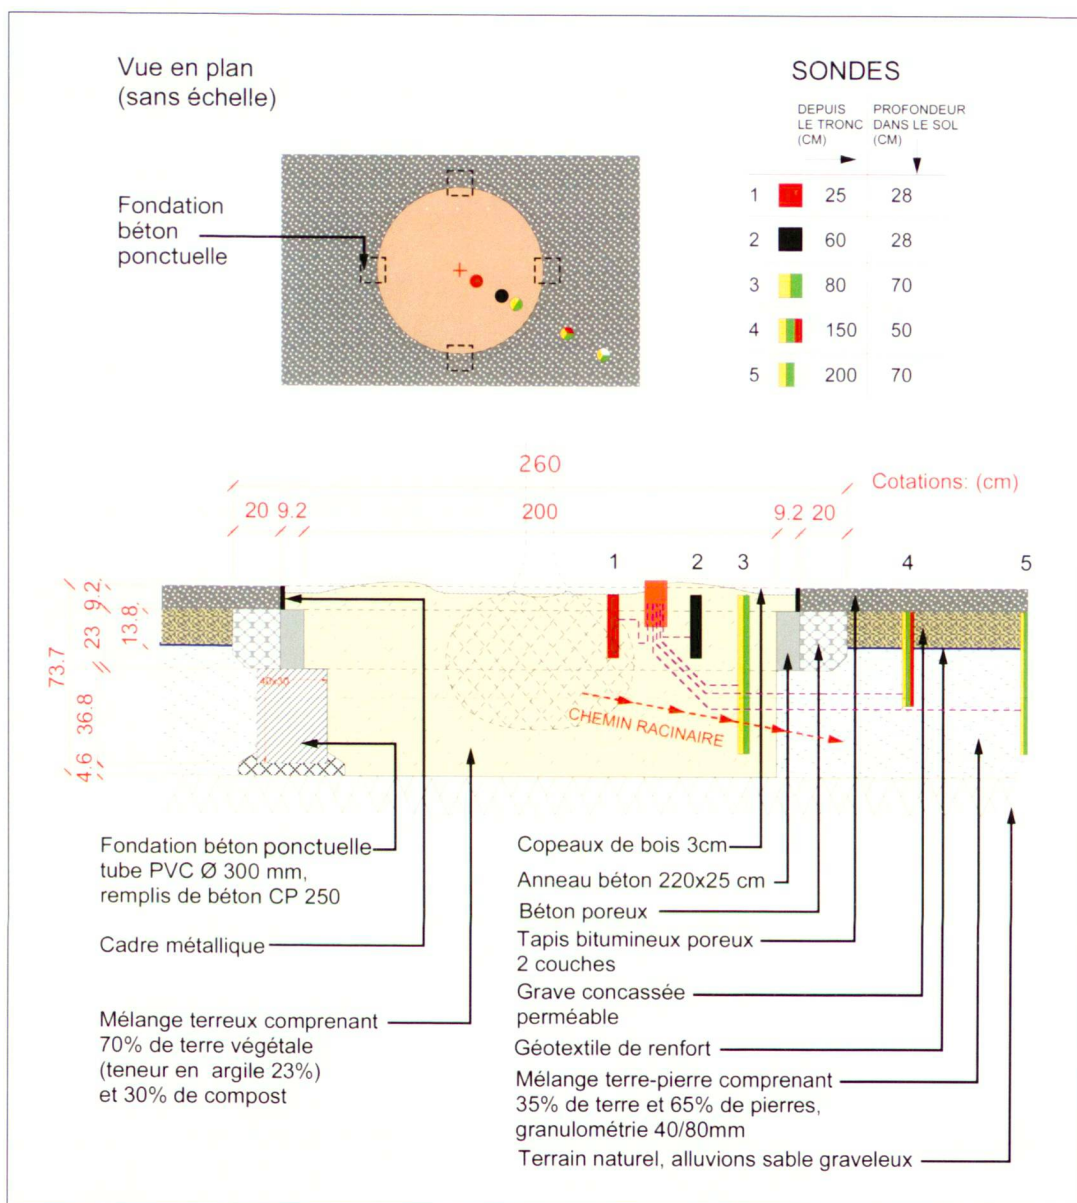 Vue en plan
(sans échelle)
Fondation
béton
ponctuelle
SONDES
DEPUIS
LE TRONC
(CM)
PROFONDEUR
DANS LE SOL
(CM)
1 25 28
2 60 28
3 80 70
4 150 50
5 200 70
260
Cotations: (cm)
20 9.2 200 9.2 20
1 2 3 4 5
9.2
13.8
23
73.7
36.8
4.6
40x30
CHEMIN RACINAIRE
Fondation béton ponctuelle
tube PVC Ø 300 mm,
remplis de béton CP 250
Cadre métallique
Mélange terreux comprenant
70% de terre végétale
(teneur en argile 23%)
et 30% de compost
Copeaux de bois 3cm
Anneau béton 220x25 cm
Béton poreux
Tapis bitumineux poreux
2 couches
Grave concassée
perméable
Géotextile de renfort
Mélange terre-pierre comprenant
35% de terre et 65% de pierres,
granulométrie 40/80mm
Terrain naturel, alluvions sable graveleux